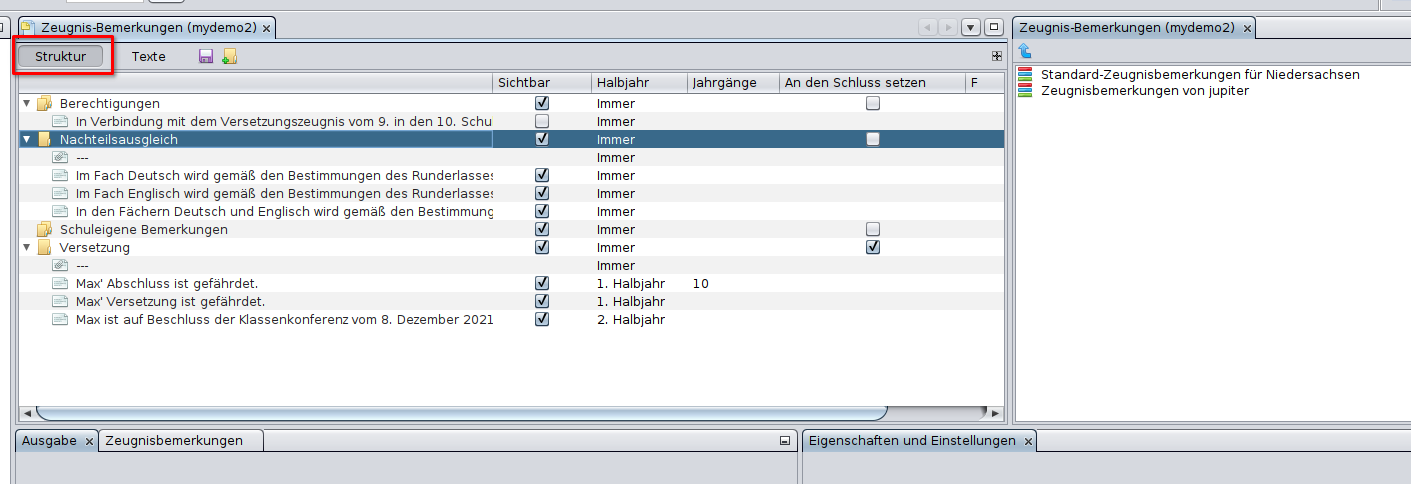 Zeugnis-Bemerkungen (mydemo2)
Struktur Texte
Sichtbar Halbjahr Jahrgänge An den Schluss setzen F
Berechtigungen Immer
In Verbindung mit dem Versetzungszeugnis vom 9. in den 10. Schu Immer
Nachteilsausgleich Immer
--- Immer
Im Fach Deutsch wird gemäß den Bestimmungen des Runderlasses Immer
Im Fach Englisch wird gemäß den Bestimmungen des Runderlasses Immer
In den Fächern Deutsch und Englisch wird gemäß den Bestimmung Immer
Schuleigene Bemerkungen Immer
Versetzung Immer
--- Immer
Max' Abschluss ist gefährdet. 1. Halbjahr 10
Max' Versetzung ist gefährdet. 1. Halbjahr
Max ist auf Beschluss der Klassenkonferenz vom 8. Dezember 2021 2. Halbjahr
Zeugnis-Bemerkungen (mydemo2)
Standard-Zeugnisbemerkungen für Niedersachsen
Zeugnisbemerkungen von jupiter
Ausgabe Zeugnisbemerkungen
Eigenschaften und Einstellungen